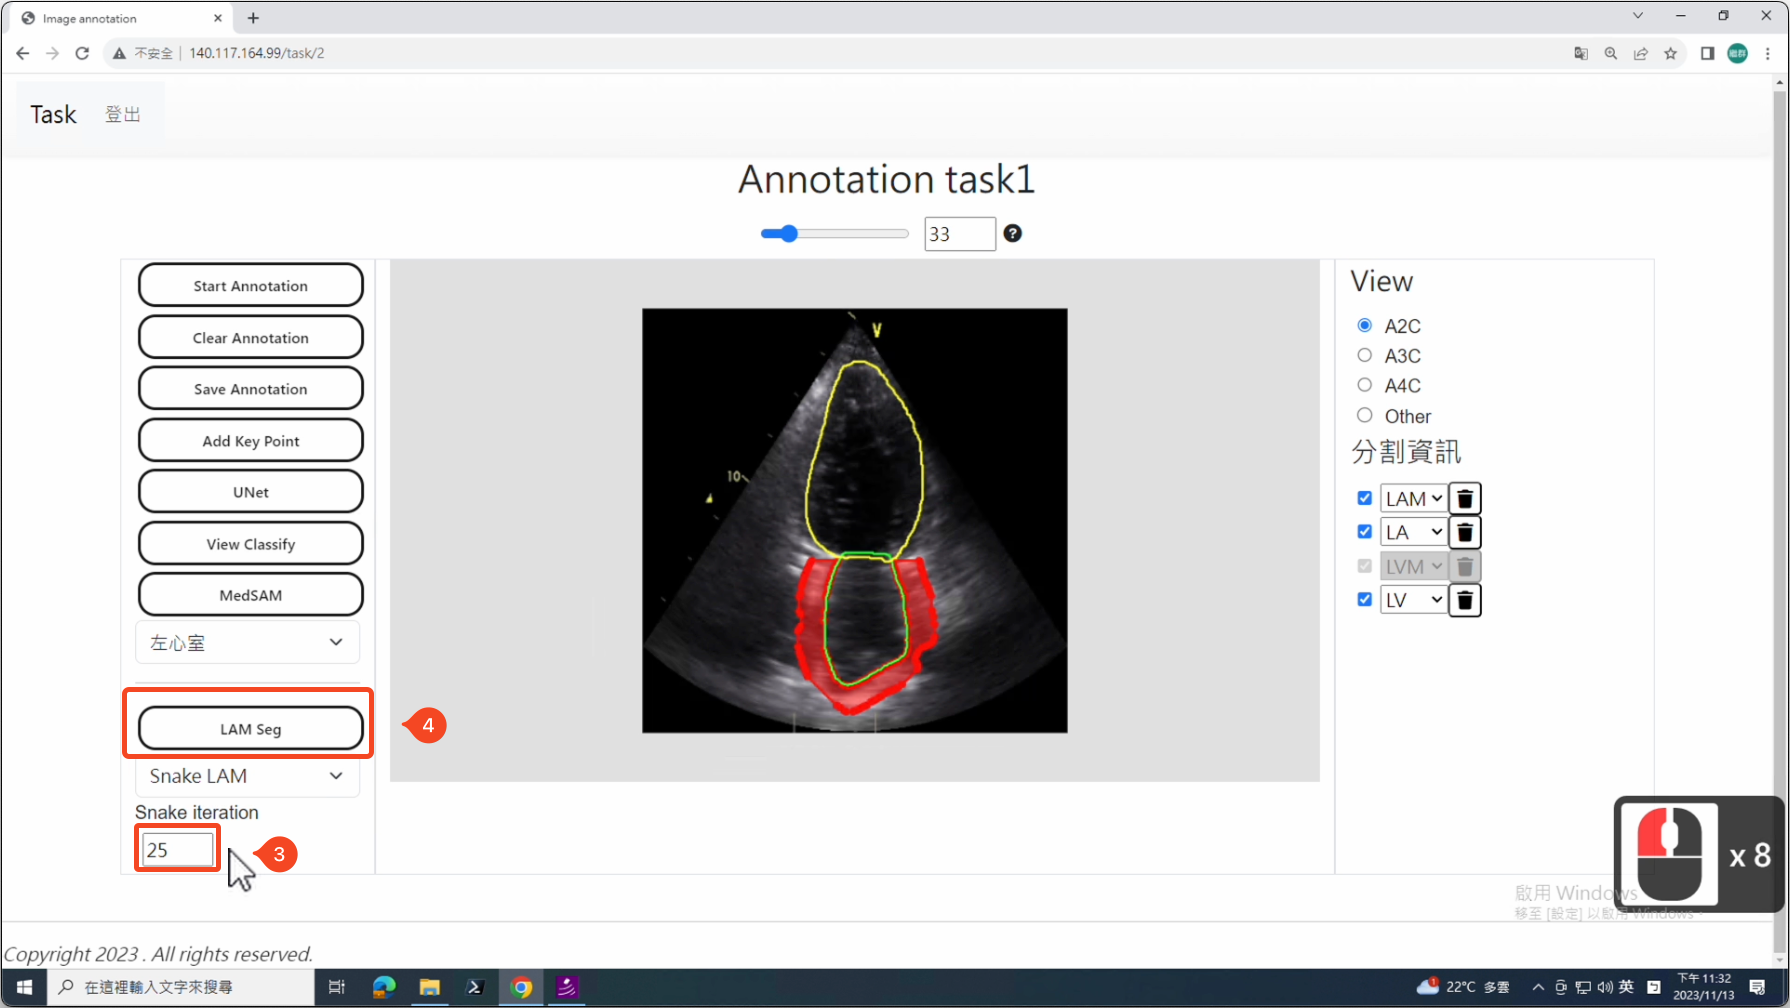 Image annotation
不安全 | 140.117.164.99/task/2
Task 登出
Annotation task1
33
Start Annotation
Clear Annotation
Save Annotation
Add Key Point
UNet
View Classify
MedSAM
左心室
LAM Seg
4
Snake LAM
Snake iteration
25
3
V
10
View
A2C
A3C
A4C
Other
分割資訊
LAM
LA
LVM
LV
x 8
啟用 Windows
移至 [設定] 以啟用 Windows。
Copyright 2023 . All rights reserved.
在這裡輸入文字來搜尋
22°C 多雲
英
下午 11:32
2023/11/13